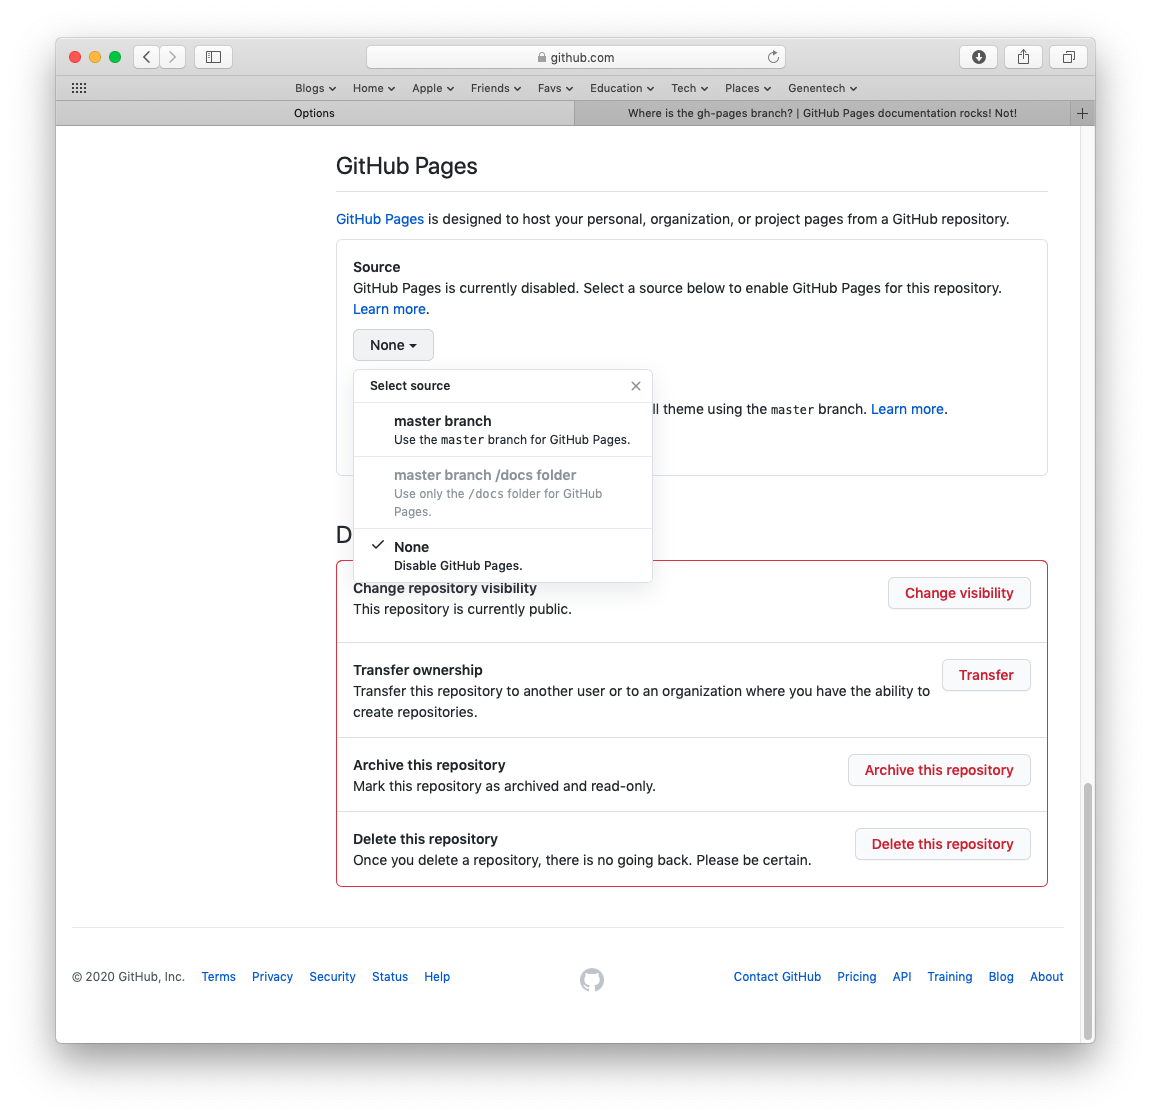 github.com
Blogs Home Apple Friends Favs Education Tech Places Genentech
Options
Where is the gh-pages branch? | GitHub Pages documentation rocks! Not!
GitHub Pages
GitHub Pages is designed to host your personal, organization, or project pages from a GitHub repository.
Source
GitHub Pages is currently disabled. Select a source below to enable GitHub Pages for this repository.
Learn more.
None
Select source
ll theme using the master branch. Learn more.
master branch
Use the master branch for GitHub Pages.
master branch /docs folder
Use only the /docs folder for GitHub
Pages.
D
None
Disable GitHub Pages.
Change repository visibility
This repository is currently public.
Change visibility
Transfer ownership
Transfer this repository to another user or to an organization where you have the ability to
create repositories.
Transfer
Archive this repository
Mark this repository as archived and read-only.
Archive this repository
Delete this repository
Once you delete a repository, there is no going back. Please be certain.
Delete this repository
© 2020 GitHub, Inc. Terms Privacy Security Status Help
Contact GitHub Pricing API Training Blog About